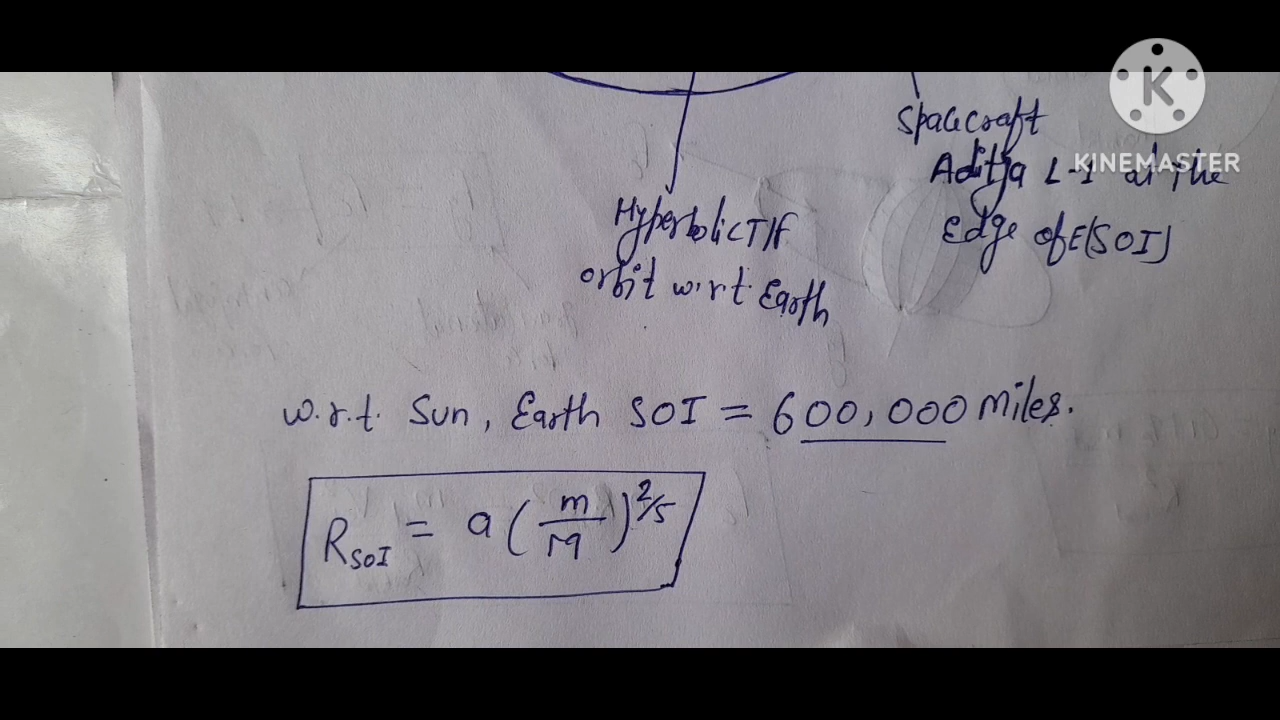 Spacecraft
KINEMASTER
Aditya L-1 at the
Edge of E(SOI)
Hyperbolic T/f
orbit w.r.t. Earth
w.r.t. Sun, Earth SOI = 600,000 miles.
R_SOI = a (m/M)^2/5